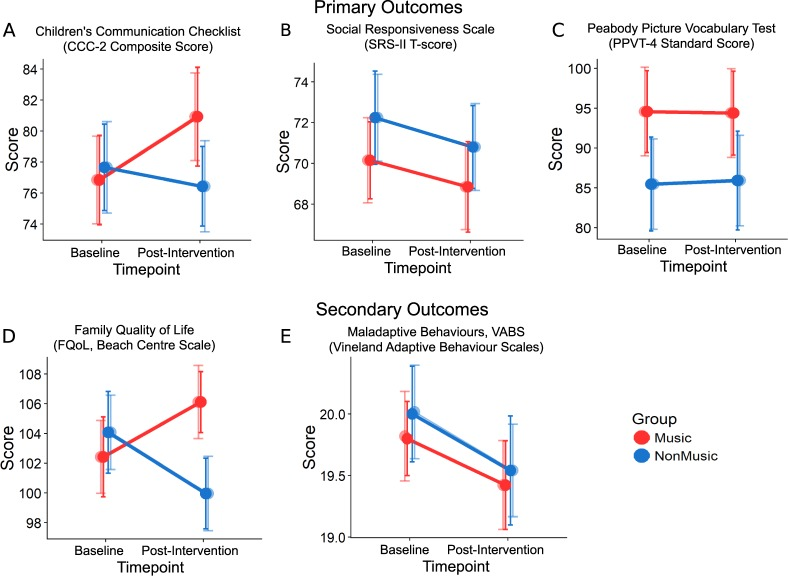 Primary Outcomes
A
Children's Communication Checklist
(CCC-2 Composite Score)
84
82
80
78
76
74
Score
Baseline
Post-Intervention
Timepoint
B
Social Responsiveness Scale
(SRS-II T-score)
74
72
70
68
Score
Baseline
Post-Intervention
Timepoint
C
Peabody Picture Vocabulary Test
(PPVT-4 Standard Score)
100
95
90
85
80
Score
Baseline
Post-Intervention
Timepoint
Secondary Outcomes
D
Family Quality of Life
(FQoL, Beach Centre Scale)
108
106
104
102
100
98
Score
Baseline
Post-Intervention
Timepoint
E
Maladaptive Behaviours, VABS
(Vineland Adaptive Behaviour Scales)
20.0
19.5
19.0
Score
Baseline
Post-Intervention
Timepoint
Group
Music
NonMusic